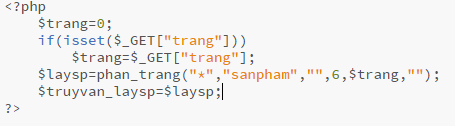 <?php
    $trang=0;
    if(isset($_GET["trang"]))
        $trang=$_GET["trang"];
    $laysp=phan_trang("*","sanpham","",6,$trang,"");
    $truyvan_laysp=$laysp;
?>